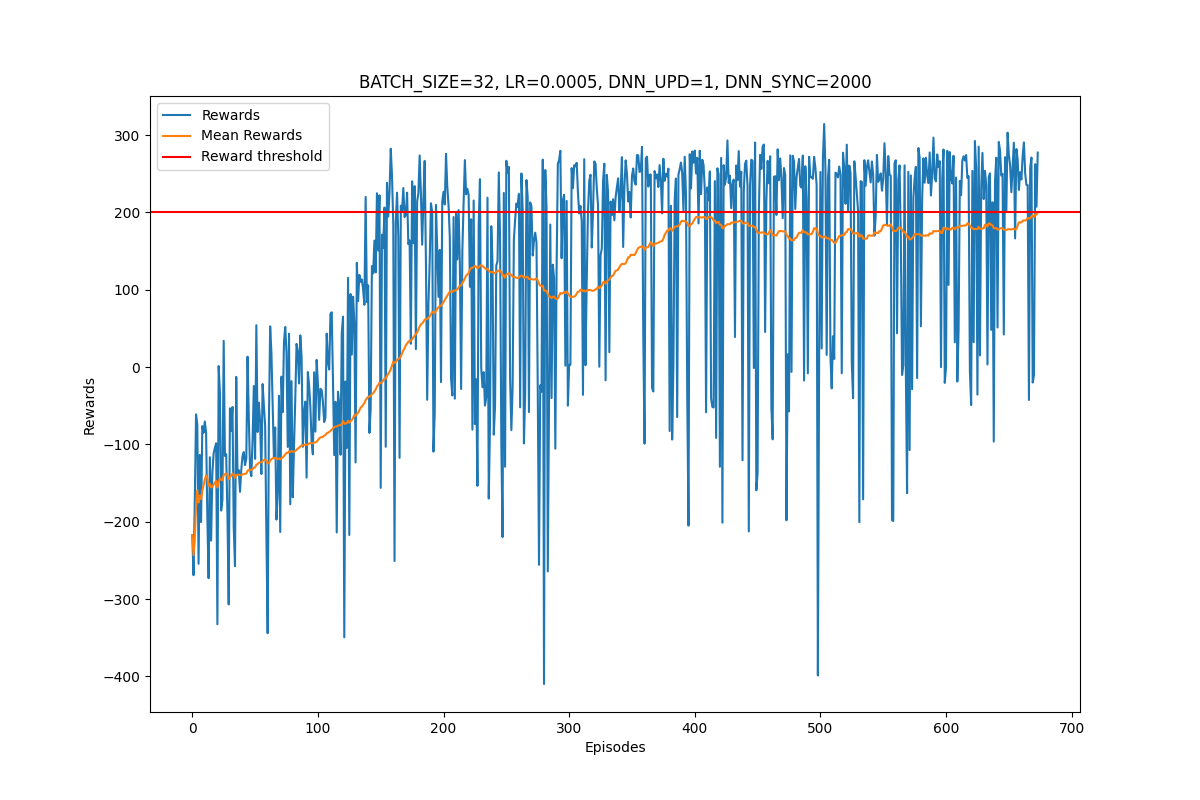 BATCH_SIZE=32, LR=0.0005, DNN_UPD=1, DNN_SYNC=2000
Rewards
Mean Rewards
Reward threshold
300
200
100
0
−100
−200
−300
−400
Rewards
0 100 200 300 400 500 600 700
Episodes